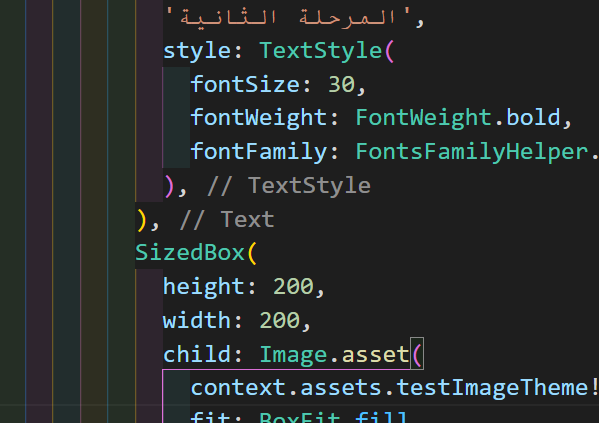 'المرحلة الثانية',
style: TextStyle(
fontSize: 30,
fontWeight: FontWeight.bold,
fontFamily: FontsFamilyHelper.
), // TextStyle
), // Text
SizedBox(
height: 200,
width: 200,
child: Image.asset(
context.assets.testImageTheme!
fit: BoxFit.fill